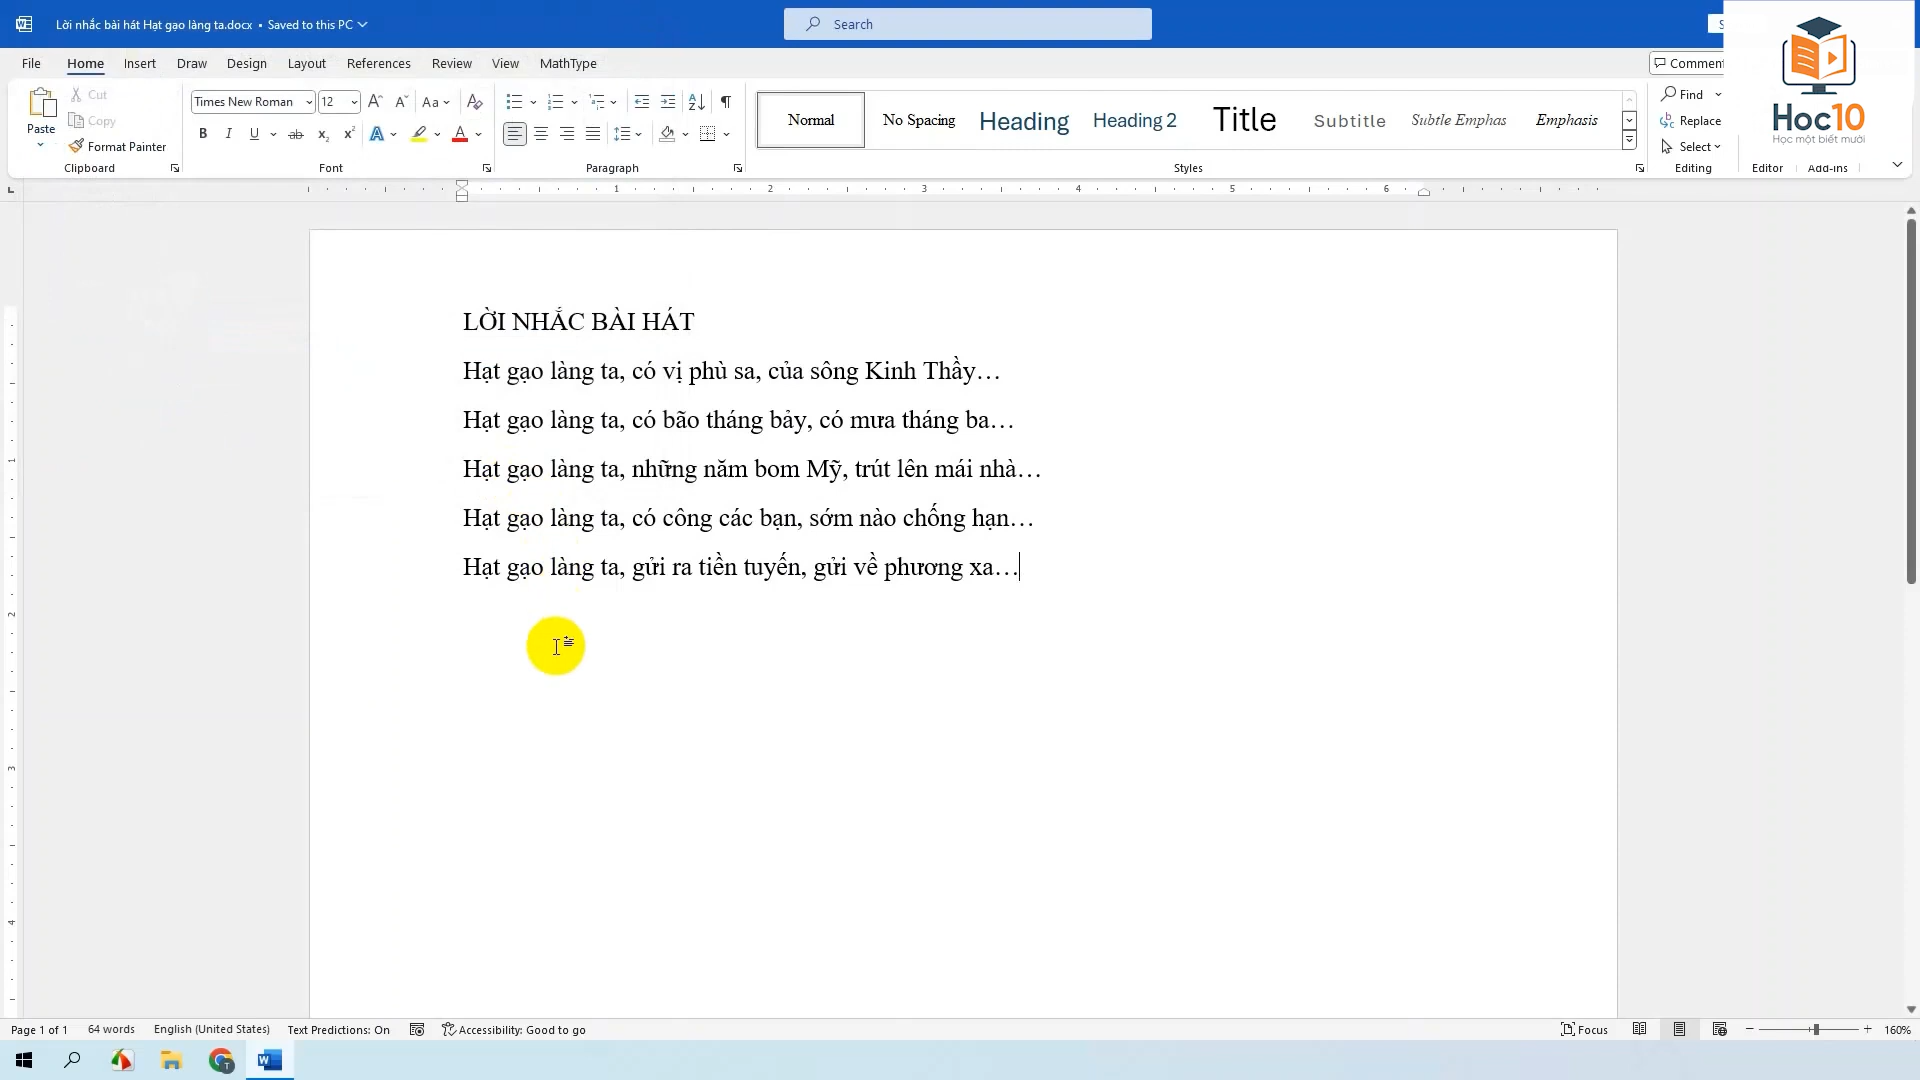 Lời nhắc bài hát Hạt gạo làng ta.docx • Saved to this PC
Search
File Home Insert Draw Design Layout References Review View MathType
Hoc10
Học một biết mười
Paste
Cut
Copy
Format Painter
Clipboard
Times New Roman 12
Font
Paragraph
Normal No Spacing Heading Heading 2 Title Subtitle Subtle Emphas Emphasis
Styles
Find
Replace
Select
Editing Editor Add-ins
1 2 3 4 5 6
LỜI NHẮC BÀI HÁT
Hạt gạo làng ta, có vị phù sa, của sông Kinh Thầy…
Hạt gạo làng ta, có bão tháng bảy, có mưa tháng ba…
Hạt gạo làng ta, những năm bom Mỹ, trút lên mái nhà…
Hạt gạo làng ta, có công các bạn, sớm nào chống hạn…
Hạt gạo làng ta, gửi ra tiền tuyến, gửi về phương xa…
Page 1 of 1 64 words English (United States) Text Predictions: On Accessibility: Good to go Focus 160%